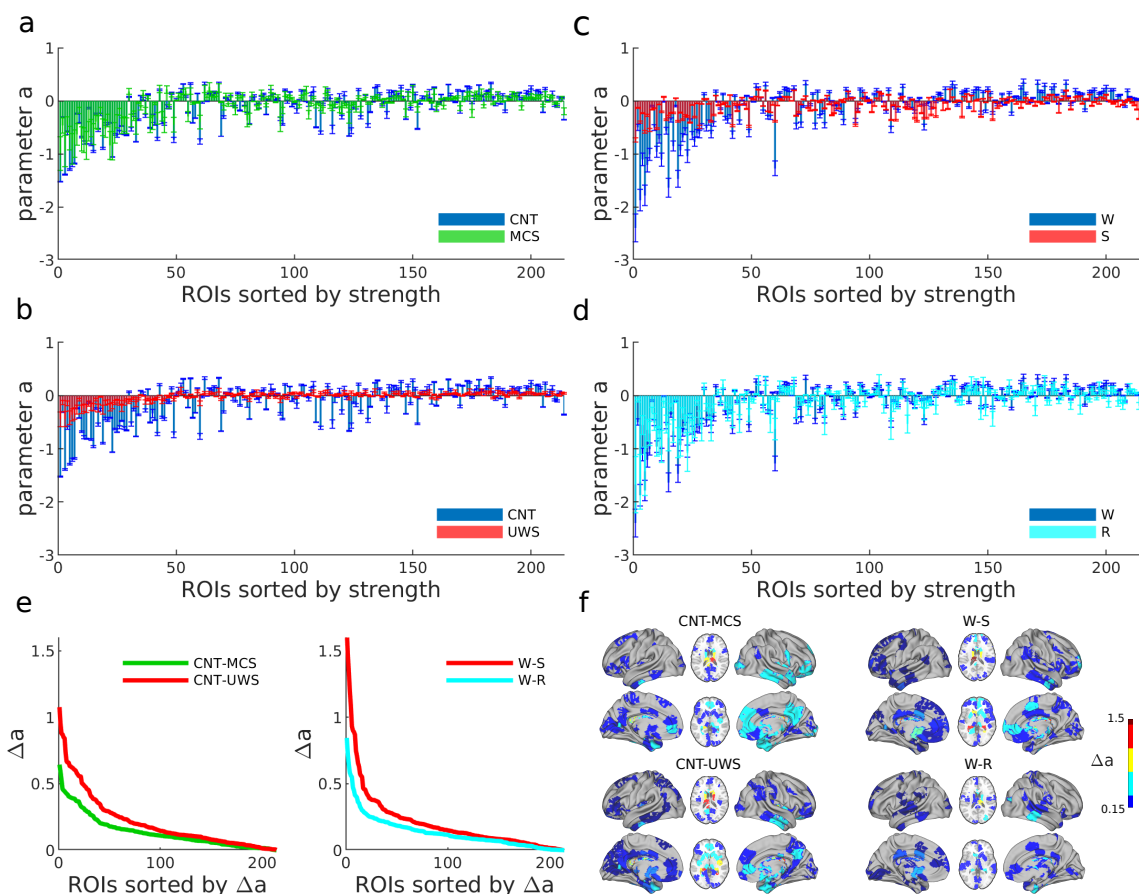 a
1
0
-1
-2
-3
parameter a
CNT
MCS
0 50 100 150 200
ROIs sorted by strength
c
1
0
-1
-2
-3
parameter a
W
S
0 50 100 150 200
ROIs sorted by strength
b
1
0
-1
-2
-3
parameter a
CNT
UWS
0 50 100 150 200
ROIs sorted by strength
d
1
0
-1
-2
-3
parameter a
W
R
0 50 100 150 200
ROIs sorted by strength
e
1.5
1
0.5
0
Δa
CNT-MCS
CNT-UWS
0 100 200
ROIs sorted by Δa
1.5
1
0.5
0
Δa
W-S
W-R
0 100 200
ROIs sorted by Δa
f
CNT-MCS
W-S
CNT-UWS
W-R
1.5
Δa
0.15